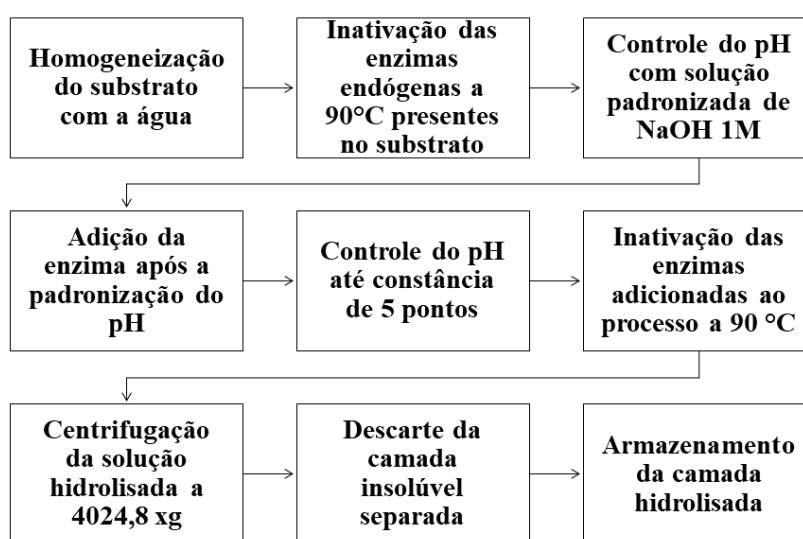 Homogeneização
do substrato
com a água
Inativação das
enzimas
endógenas a
90°C presentes
no substrato
Controle do pH
com solução
padronizada de
NaOH 1M
Adição da
enzima após a
padronização do
pH
Controle do pH
até constância
de 5 pontos
Inativação das
enzimas
adicionadas ao
processo a 90 °C
Centrifugação
da solução
hidrolisada a
4024,8 xg
Descarte da
camada
insolúvel
separada
Armazenamento
da camada
hidrolisada